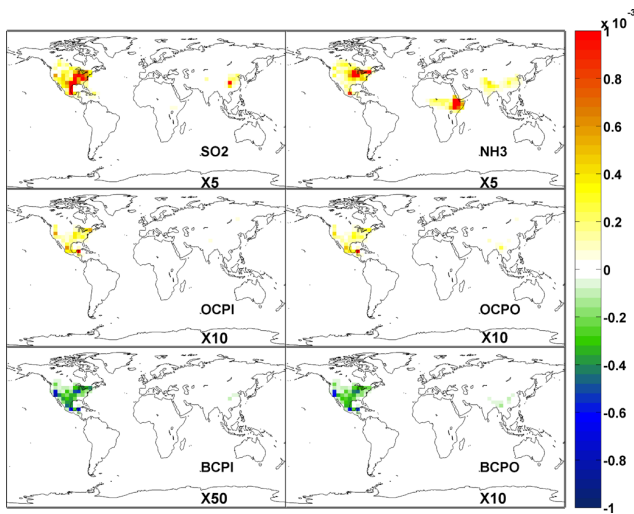 x 10⁻³
1
SO2
NH3
0.8
X5
X5
0.6
0.4
0.2
0
OCPI
OCPO
-0.2
X10
X10
-0.4
-0.6
BCPI
BCPO
-0.8
X50
X10
-1